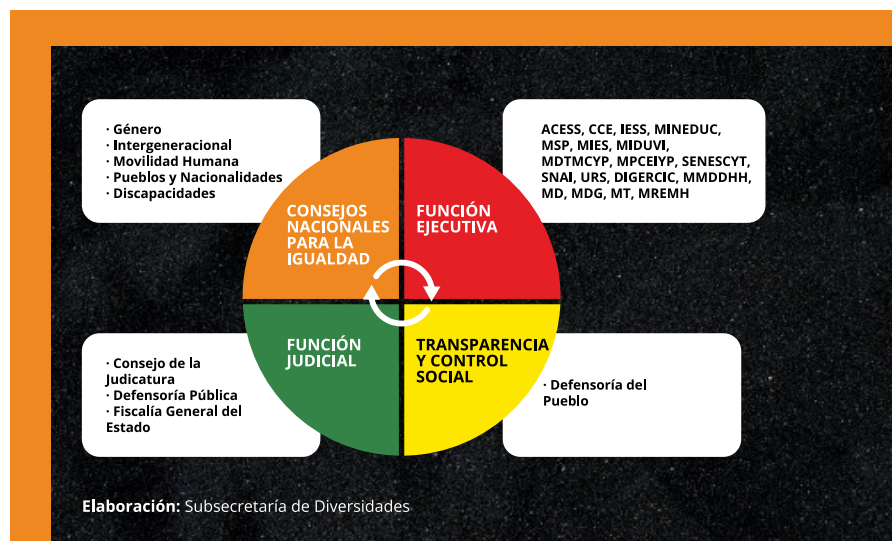 · Género
· Intergeneracional
· Movilidad Humana
· Pueblos y Nacionalidades
· Discapacidades
CONSEJOS
NACIONALES
PARA LA
IGUALDAD
FUNCIÓN
EJECUTIVA
ACESS, CCE, IESS, MINEDUC,
MSP, MIES, MIDUVI,
MDTMCYP, MPCEIYP, SENESCYT,
SNAI, URS, DIGERCIC, MMDDHH,
MD, MDG, MT, MREMH
· Consejo de la
Judicatura
· Defensoría Pública
· Fiscalía General del
Estado
FUNCIÓN
JUDICIAL
TRANSPARENCIA
Y CONTROL
SOCIAL
· Defensoría del
Pueblo
Elaboración: Subsecretaría de Diversidades